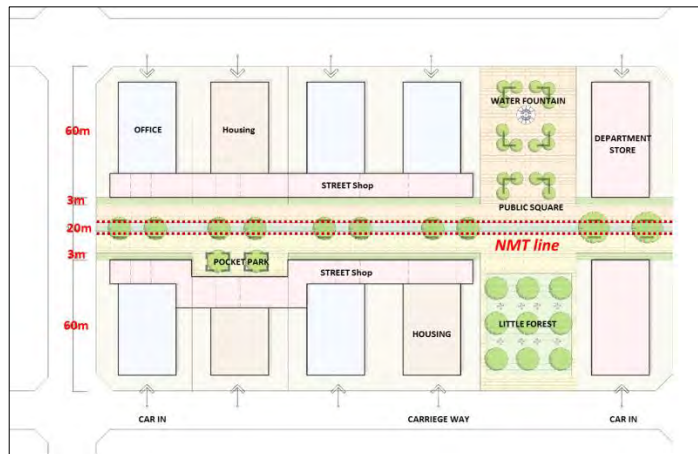 WATER FOUNTAIN
60m
OFFICE
Housing
DEPARTMENT
STORE
STREET Shop
3m
PUBLIC SQUARE
20m
NMT line
3m
POCKET PARK
STREET Shop
60m
HOUSING
LITTLE FOREST
CAR IN
CARRIEGE WAY
CAR IN